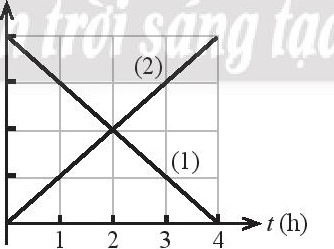 trời sáng tạo
(2)
(1)
t (h)
1 2 3 4